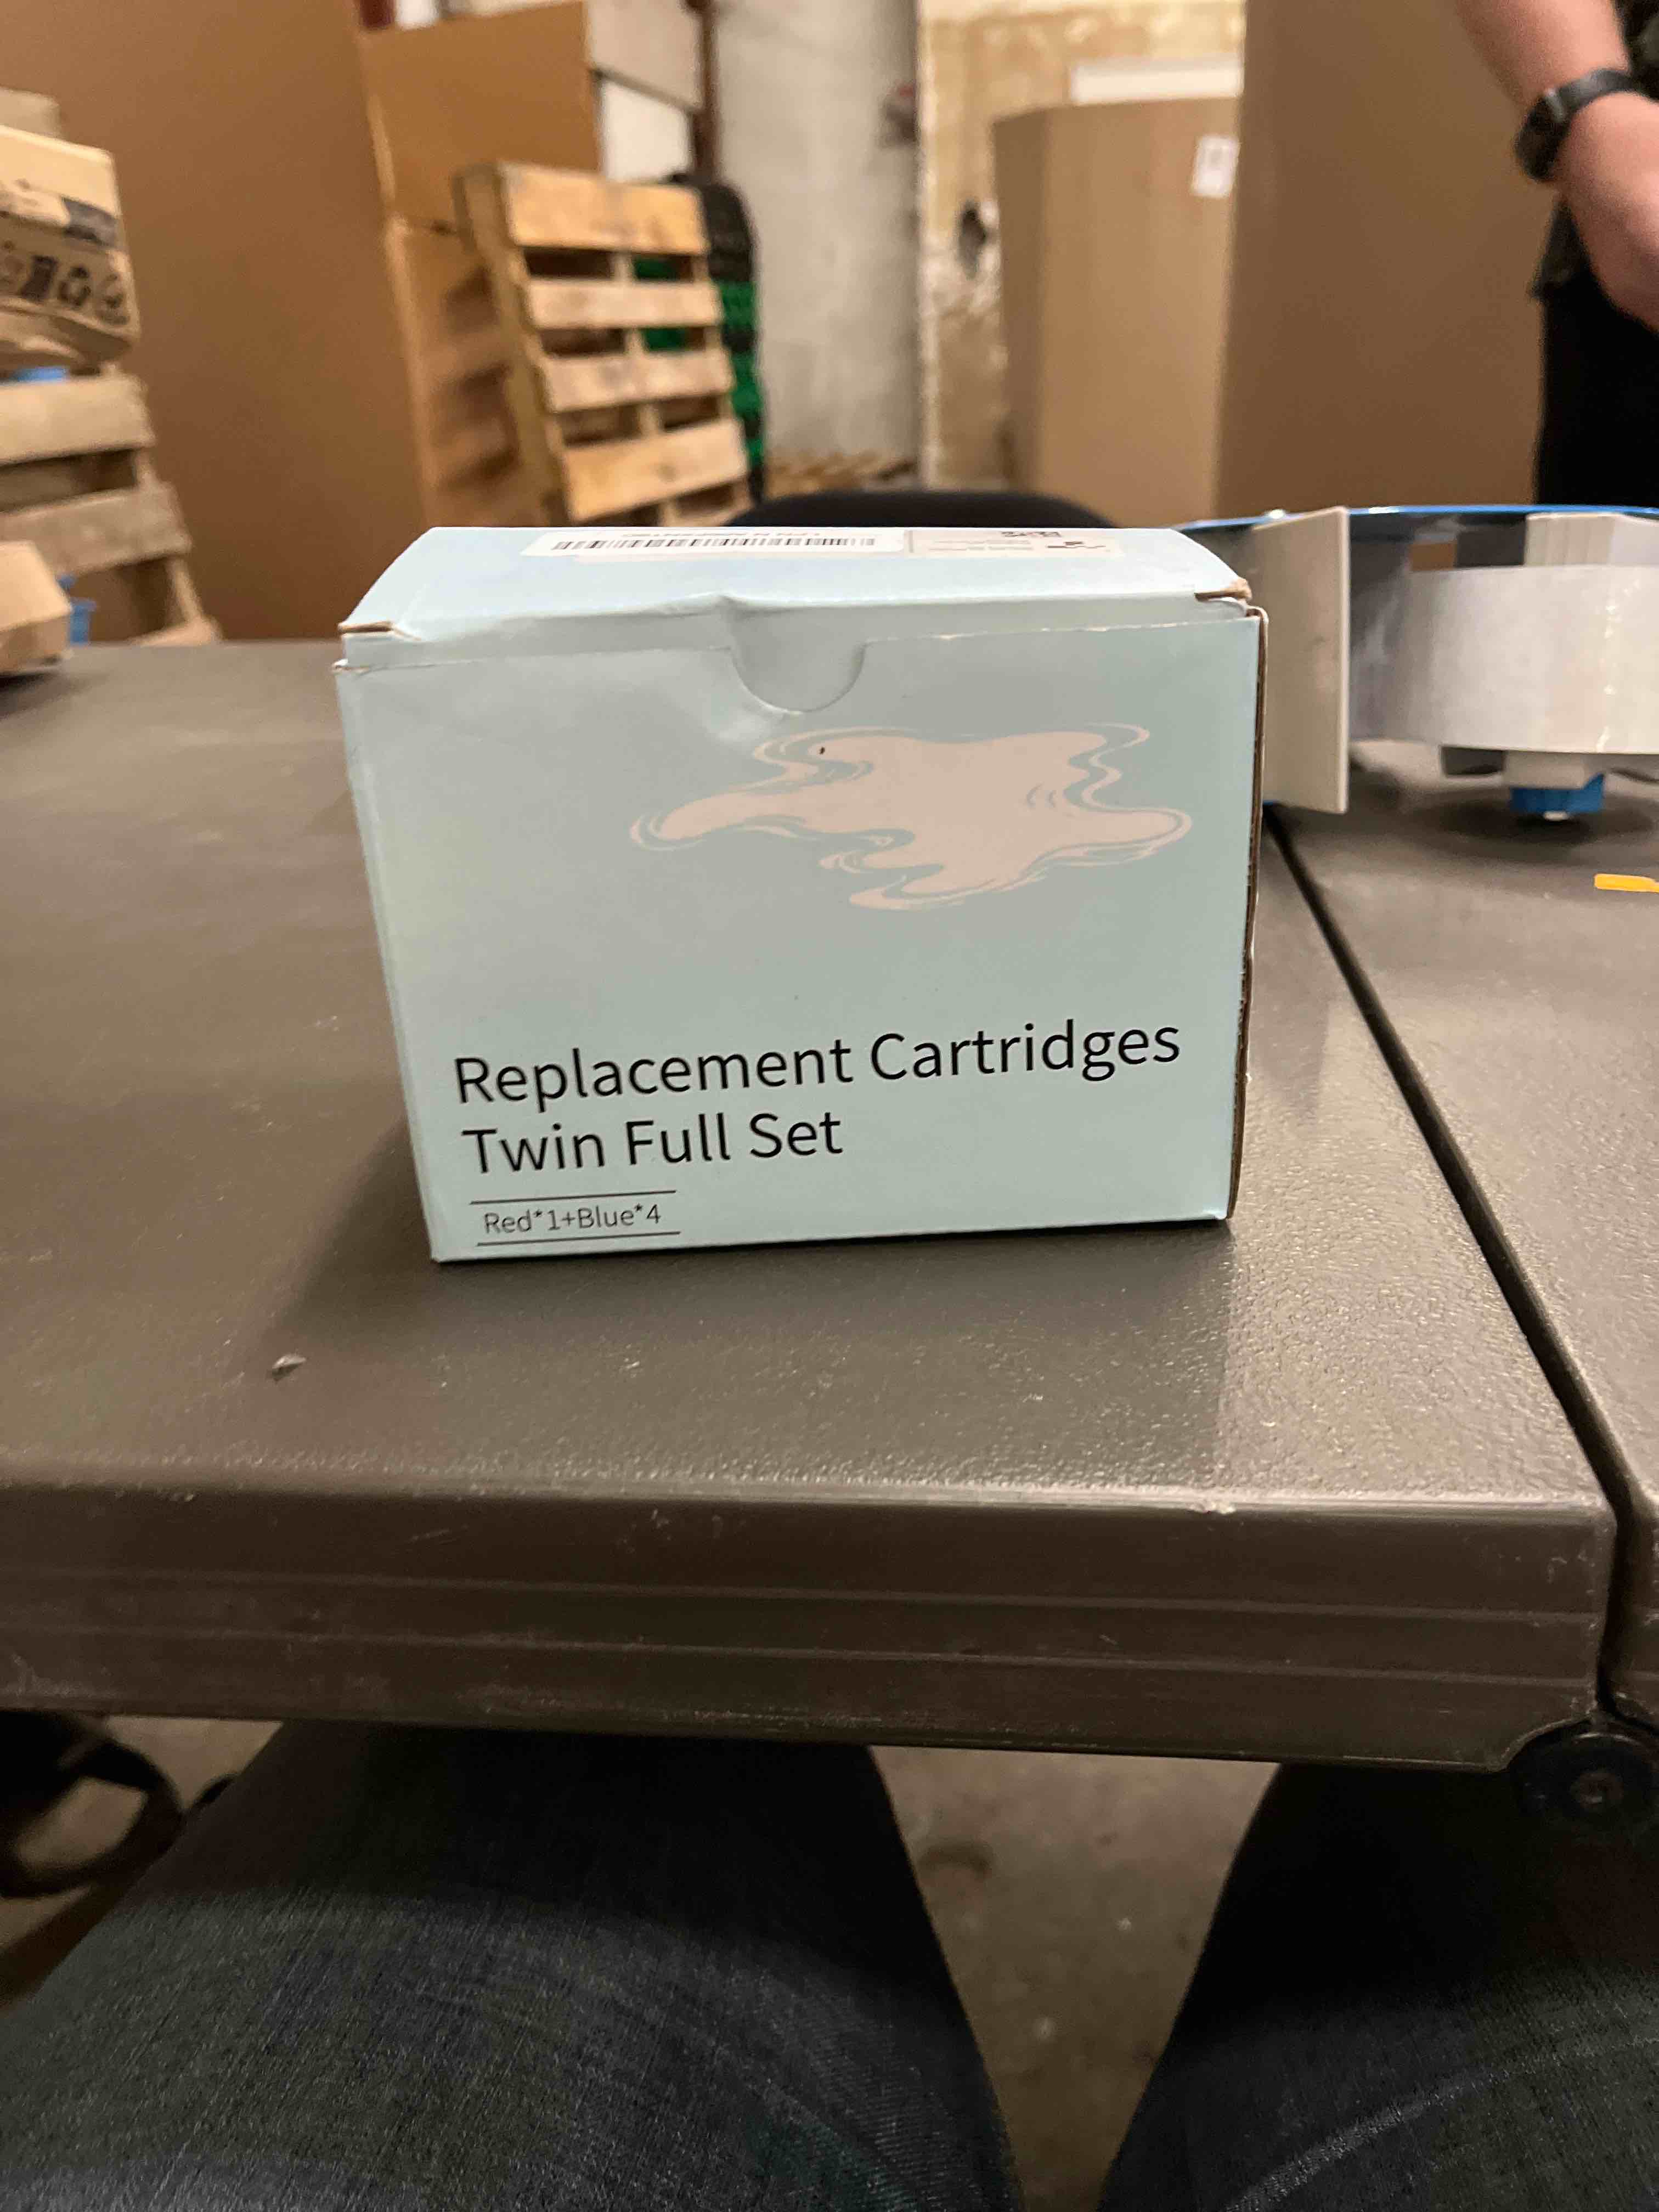 Replacement Cartridges
Twin Full Set
Red*1+Blue*4